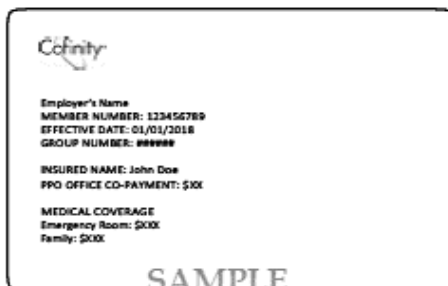 Cofinity
Employer's Name
MEMBER NUMBER: 123456789
EFFECTIVE DATE: 01/01/2018
GROUP NUMBER: ######
INSURED NAME: John Doe
PPO OFFICE CO-PAYMENT: $XX
MEDICAL COVERAGE
Emergency Room: $XXX
Family: $XXX
SAMPLE